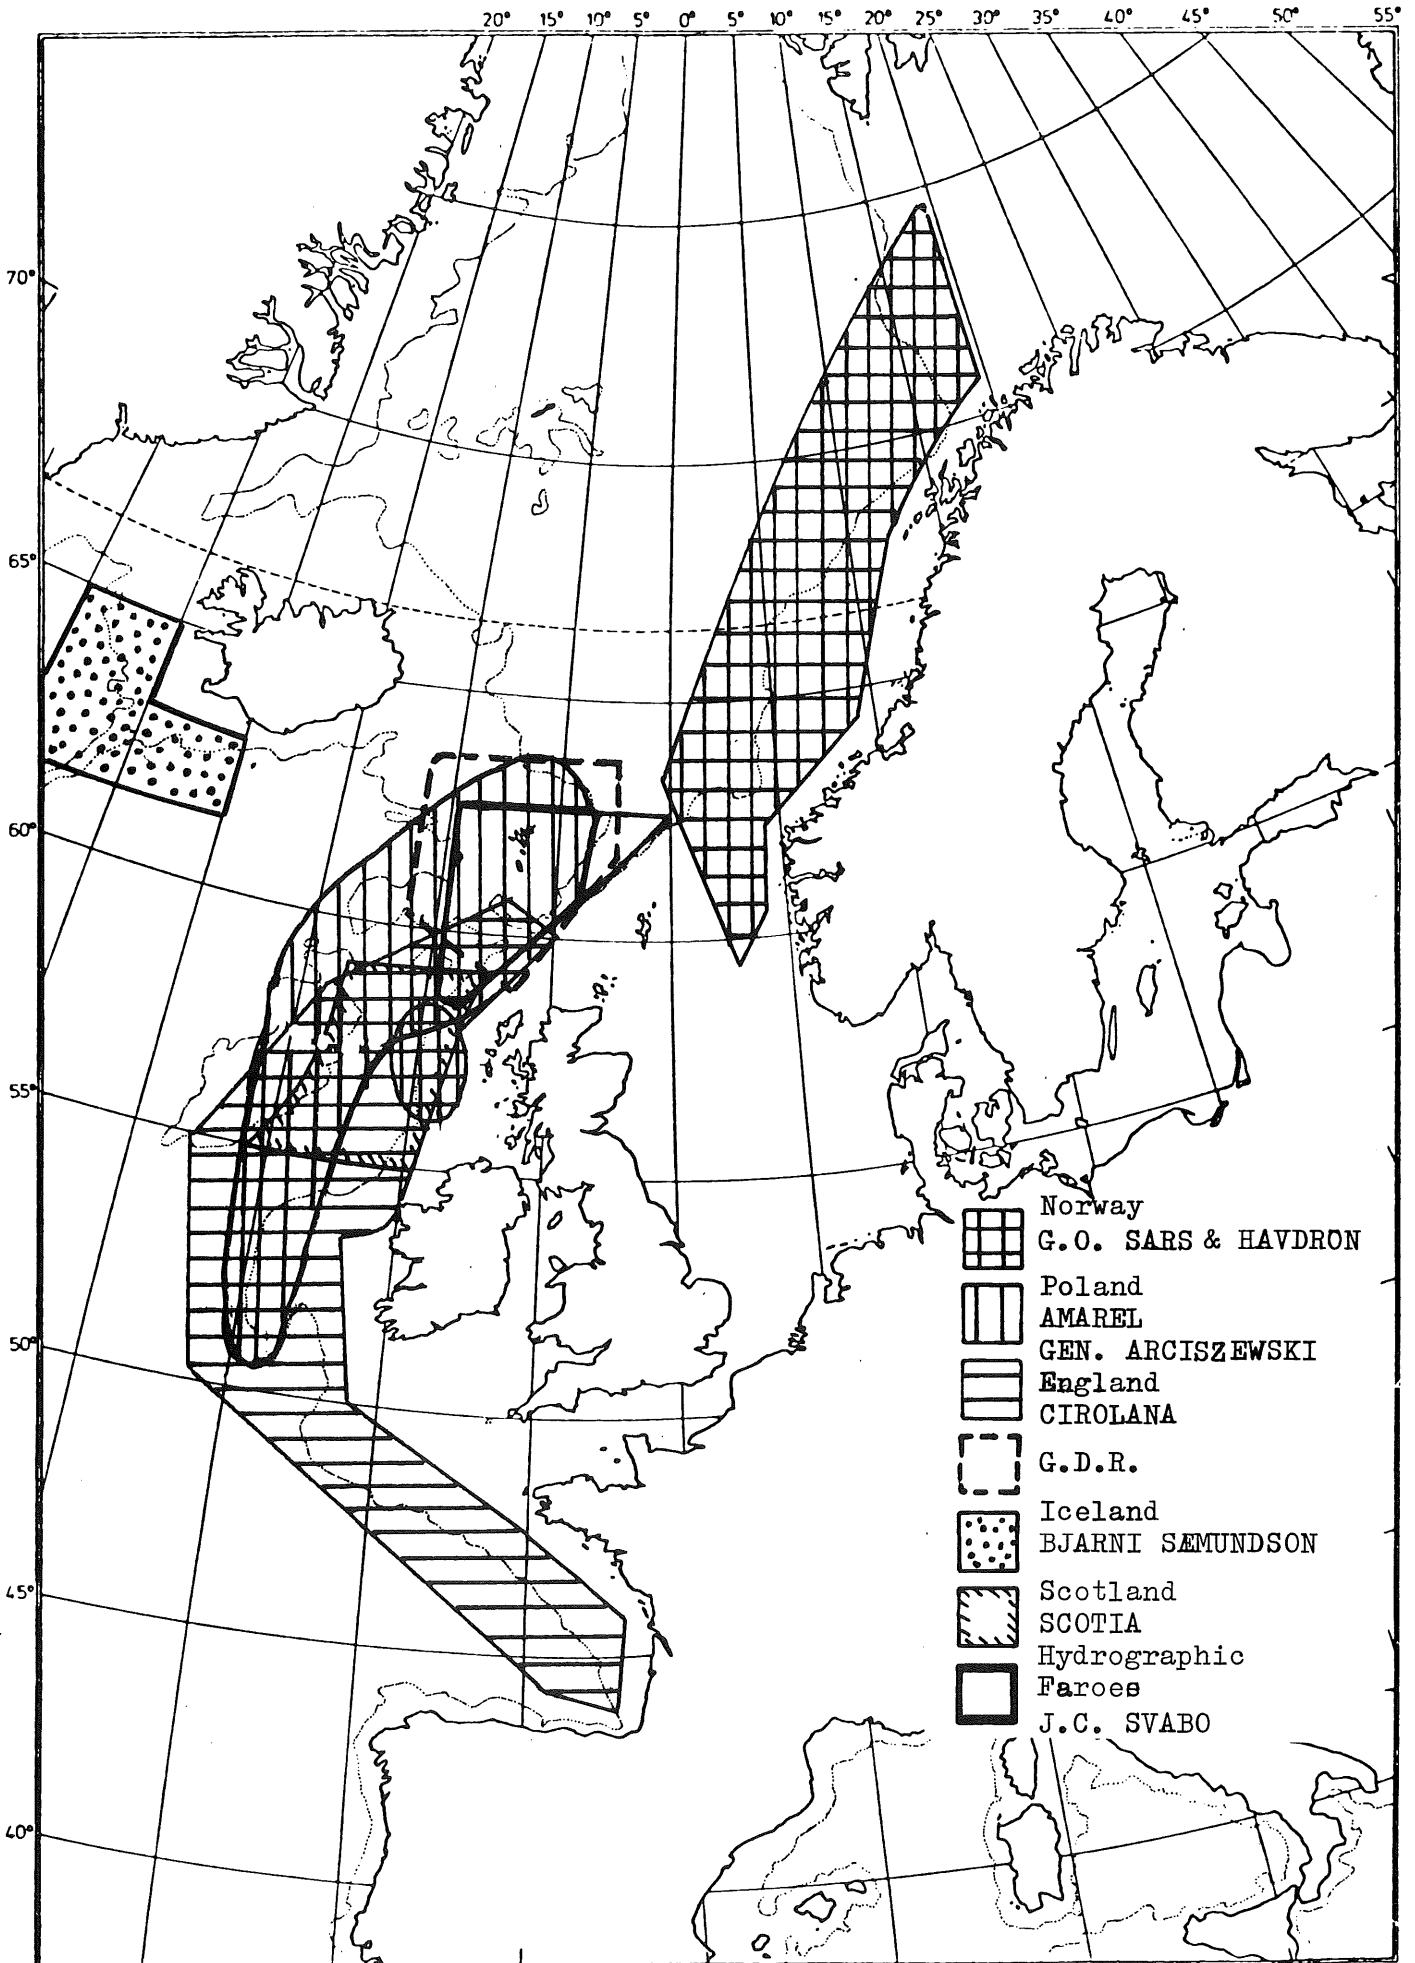 20° 15° 10° 5° 0° 5° 10° 15° 20° 25° 30° 35° 40° 45° 50° 55°
70°
65°
60°
55°
50°
45°
40°
Norway
G.O. SARS & HAVDRØN
Poland
AMAREL
GEN. ARCISZEWSKI
England
CIROLANA
G.D.R.
Iceland
BJARNI SÆMUNDSON
Scotland
SCOTIA
Hydrographic
Faroes
J.C. SVABO